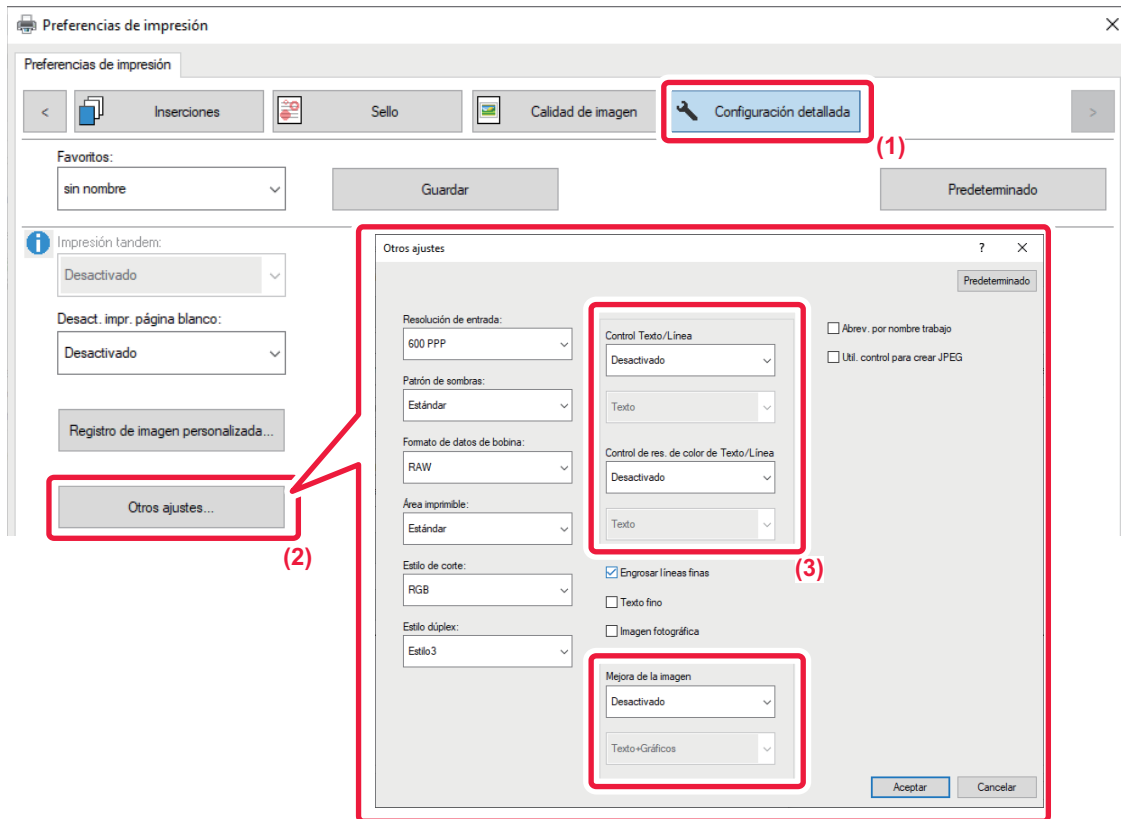 Preferencias de impresión
Preferencias de impresión
<
Inserciones
Sello
Calidad de imagen
Configuración detallada
>
(1)
Favoritos:
sin nombre
Guardar
Predeterminado
Impresión tandem:
Desactivado
Desact. impr. página blanco:
Desactivado
Registro de imagen personalizada...
Otros ajustes...
(2)
Otros ajustes
?
Predeterminado
Resolución de entrada:
600 PPP
Patrón de sombras:
Estándar
Formato de datos de bobina:
RAW
Área imprimible:
Estándar
Estilo de corte:
RGB
Estilo dúplex:
Estilo3
Control Texto/Línea
Desactivado
Texto
Control de res. de color de Texto/Línea
Desactivado
Texto
(3)
Engrosar líneas finas
Texto fino
Imagen fotográfica
Mejora de la imagen
Desactivado
Texto+Gráficos
Abrev. por nombre trabajo
Util. control para crear JPEG
Aceptar
Cancelar